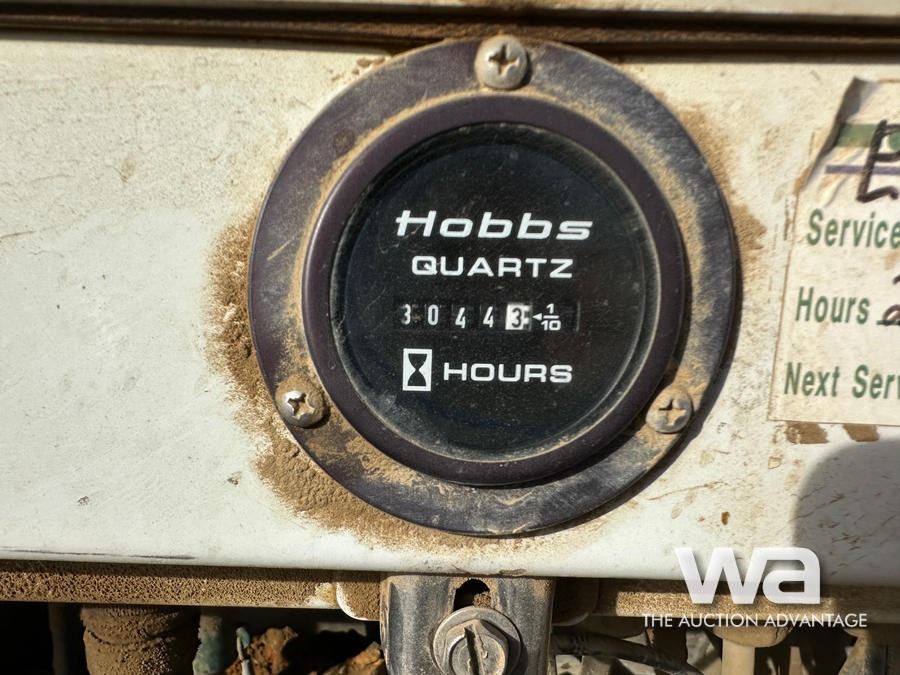 Hobbs
QUARTZ
30443 ◄1/10
HOURS
Service
Hours
Next Serv
wa
THE AUCTION ADVANTAGE